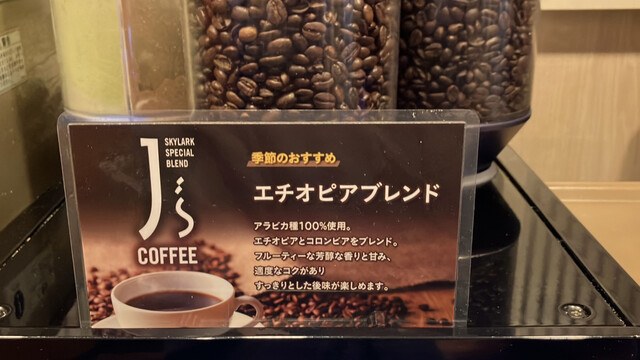 SKYLARK
SPECIAL
BLEND
J's
COFFEE
季節のおすすめ
エチオピアブレンド
アラビカ種100%使用。
エチオピアとコロンビアをブレンド。
フルーティーな芳醇な香りと甘み、
適度なコクがあり
すっきりとした後味が楽しめます。